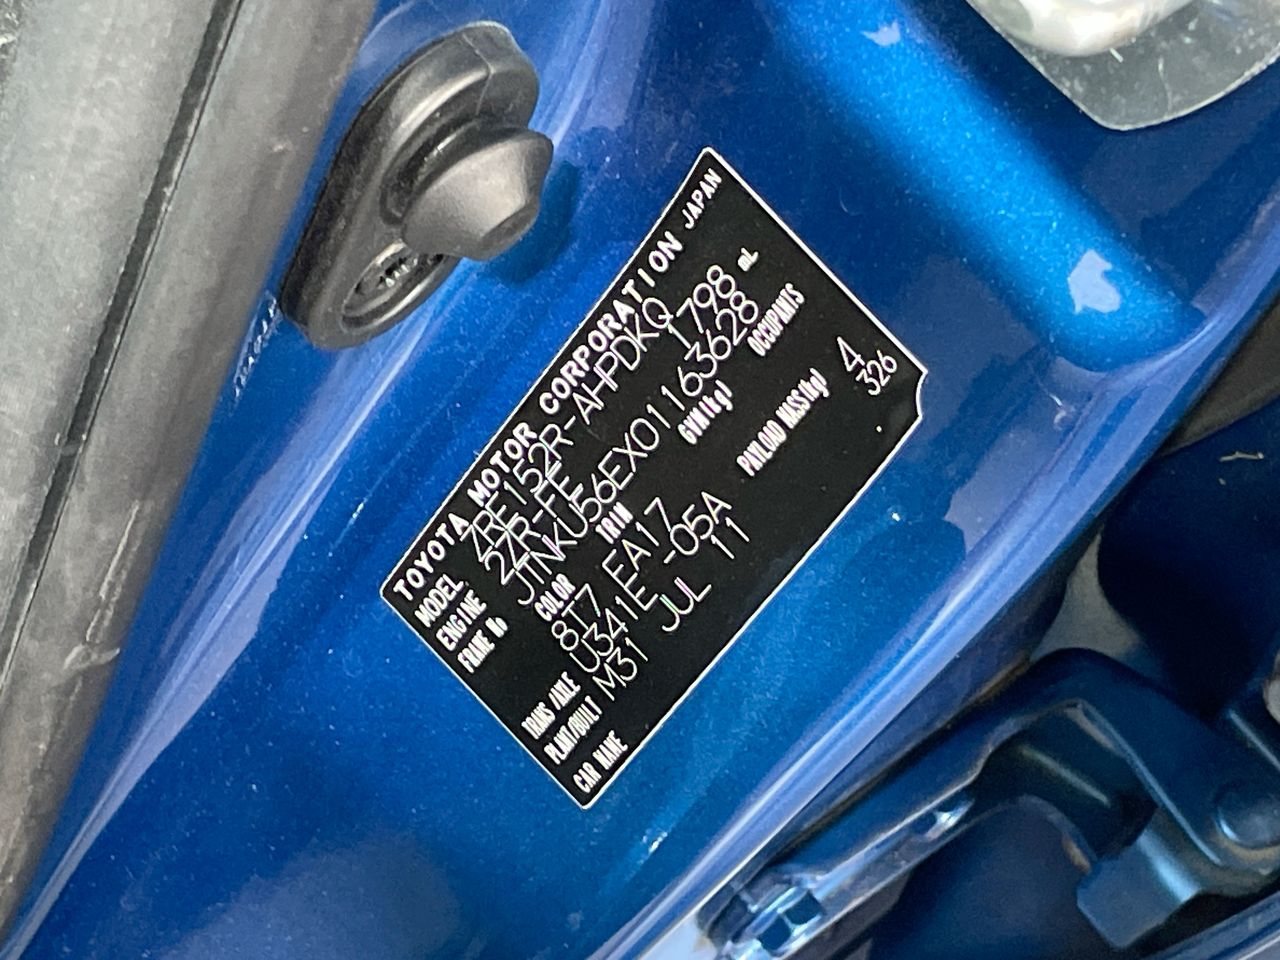 TOYOTA MOTOR CORPORATION JAPAN
MODEL ZRE152R-AHPDKQ
ENGINE 2ZR-FE 1798 mL
FRAME No JTNKU56EX01163628
COLOR TRIM GVM(kg) OCCUPANTS
8T7 EA17 4
TRANS/AXLE U341E -05A PAYLOAD MASS(kg) 326
PLANT/BUILT M31 JUL 11
CAR NAME